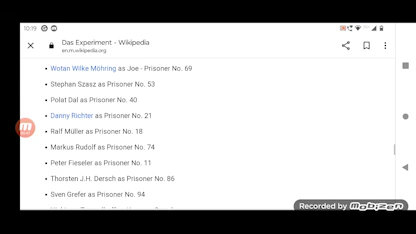 10:19
Das Experiment - Wikipedia
en.m.wikipedia.org
• Wotan Wilke Möhring as Joe - Prisoner No. 69
• Stephan Szasz as Prisoner No. 53
• Polat Dal as Prisoner No. 40
• Danny Richter as Prisoner No. 21
• Ralf Müller as Prisoner No. 18
• Markus Rudolf as Prisoner No. 74
• Peter Fieseler as Prisoner No. 11
• Thorsten J.H. Dersch as Prisoner No. 86
• Sven Grefer as Prisoner No. 94
Recorded by Mobizen